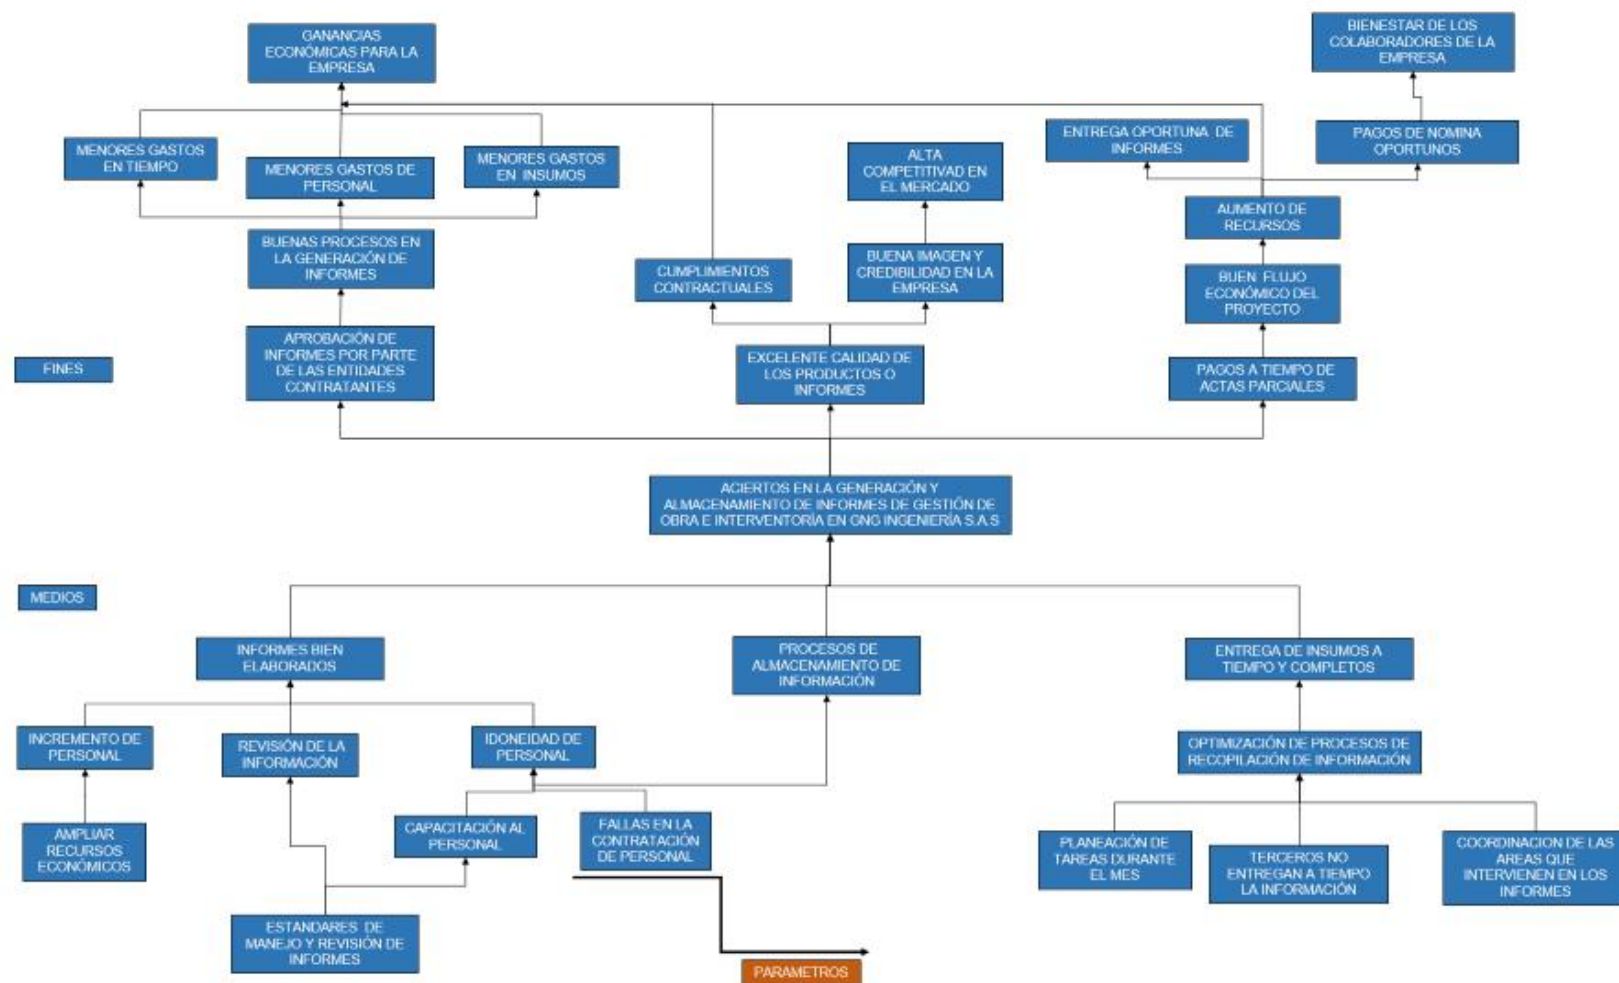 GANANCIAS
ECONÓMICAS PARA LA
EMPRESA
BIENESTAR DE LOS
COLABORADORES DE LA
EMPRESA
MENORES GASTOS
EN TIEMPO
MENORES GASTOS DE
PERSONAL
MENORES GASTOS
EN INSUMOS
ALTA
COMPETITIVAD EN
EL MERCADO
ENTREGA OPORTUNA DE
INFORMES
PAGOS DE NOMINA
OPORTUNOS
AUMENTO DE
RECURSOS
BUENAS PROCESOS EN
LA GENERACIÓN DE
INFORMES
CUMPLIMIENTOS
CONTRACTUALES
BUENA IMAGEN Y
CREDIBILIDAD EN LA
EMPRESA
BUEN FLUJO
ECONÓMICO DEL
PROYECTO
FINES
APROBACIÓN DE
INFORMES POR PARTE
DE LAS ENTIDADES
CONTRATANTES
EXCELENTE CALIDAD DE
LOS PRODUCTOS O
INFORMES
PAGOS A TIEMPO DE
ACTAS PARCIALES
ACIERTOS EN LA GENERACIÓN Y
ALMACENAMIENTO DE INFORMES DE GESTIÓN DE
OBRA E INTERVENTORÍA EN GNG INGENIERÍA S.A.S
MEDIOS
INFORMES BIEN
ELABORADOS
PROCESOS DE
ALMACENAMIENTO DE
INFORMACIÓN
ENTREGA DE INSUMOS A
TIEMPO Y COMPLETOS
INCREMENTO DE
PERSONAL
REVISIÓN DE LA
INFORMACIÓN
IDONEIDAD DE
PERSONAL
OPTIMIZACIÓN DE PROCESOS DE
RECOPILACIÓN DE INFORMACIÓN
AMPLIAR
RECURSOS
ECONÓMICOS
CAPACITACIÓN AL
PERSONAL
FALLAS EN LA
CONTRATACIÓN
DE PERSONAL
PLANEACIÓN DE
TAREAS DURANTE
EL MES
TERCEROS NO
ENTREGAN A TIEMPO
LA INFORMACIÓN
COORDINACION DE LAS
AREAS QUE
INTERVIENEN EN LOS
INFORMES
ESTANDARES DE
MANEJO Y REVISIÓN DE
INFORMES
PARAMETROS